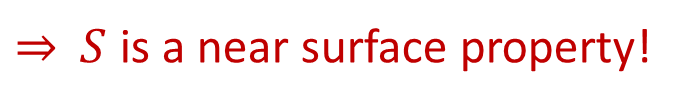 ⇒ 𝑆 is a near surface property!